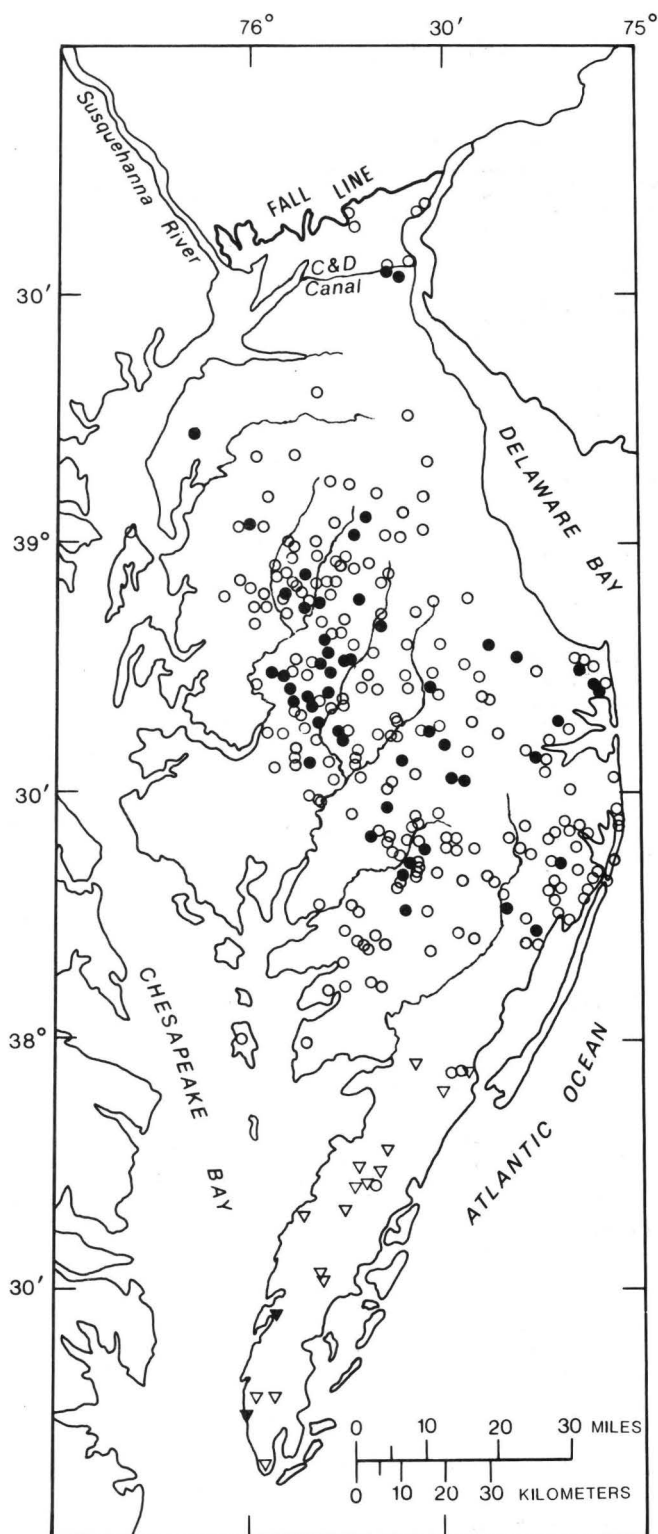 76° 30' 75°
Susquehanna
River
FALL LINE
C&D
Canal
30'
DELAWARE BAY
39°
30'
CHESAPEAKE
BAY
38°
ATLANTIC OCEAN
30'
0 10 20 30 MILES
0 10 20 30 KILOMETERS